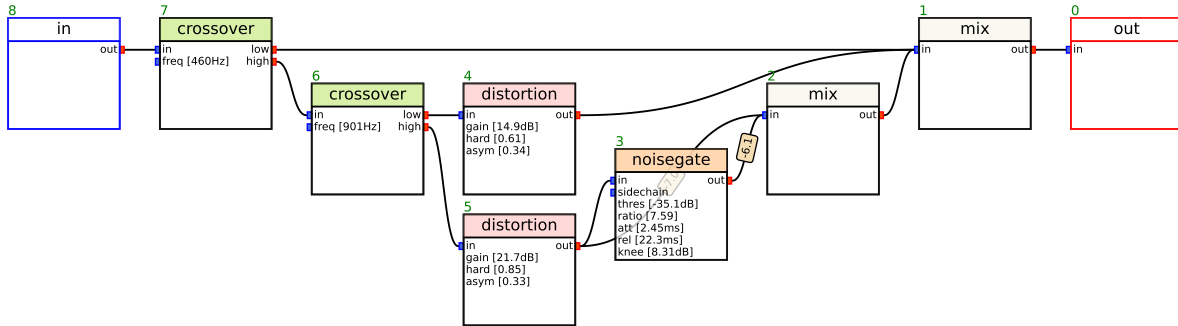 8
in
out
7
crossover
in
low
freq [460Hz]
high
6
crossover
in
low
freq [901Hz]
high
4
distortion
in
out
gain [14.9dB]
hard [0.61]
asym [0.34]
5
distortion
in
out
gain [21.7dB]
hard [0.85]
asym [0.33]
3
noisegate
in
out
sidechain
thres [-35.1dB]
ratio [7.59]
att [2.45ms]
rel [22.3ms]
knee [8.31dB]
-6.1
2
mix
in
out
1
mix
in
out
0
out
in